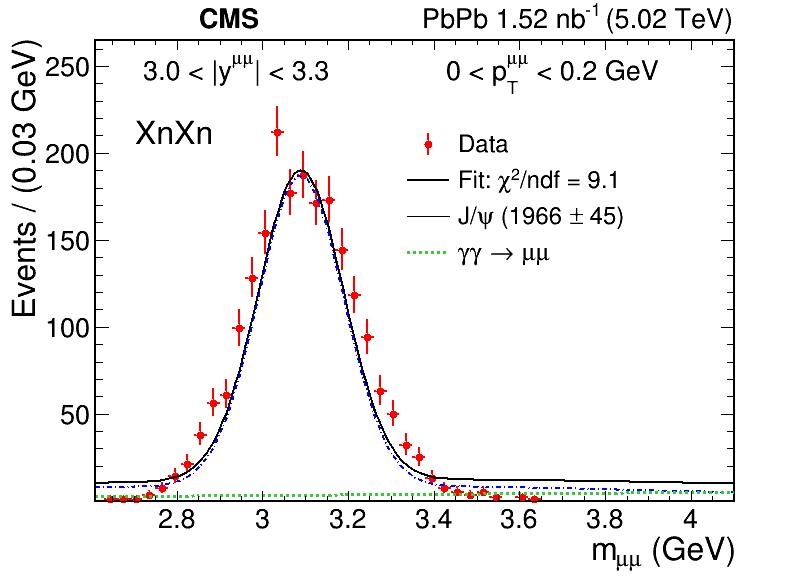 CMS PbPb 1.52 nb⁻¹ (5.02 TeV)
3.0 < |y^μμ| < 3.3 0 < p_T^μμ < 0.2 GeV
XnXn
Data
Fit: χ²/ndf = 9.1
J/ψ (1966 ± 45)
γγ → μμ
Events / (0.03 GeV)
250
200
150
100
50
2.8 3 3.2 3.4 3.6 3.8 4
m_μμ (GeV)